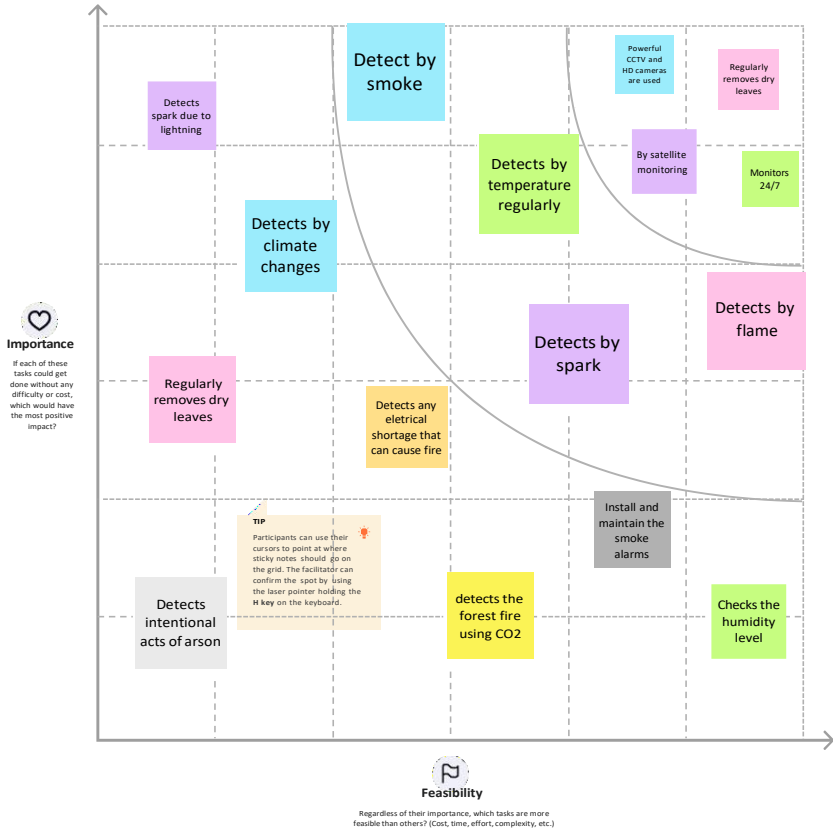 Detect by
smoke
Powerful
CCTV and
HD cameras
are used
Regularly
removes dry
leaves
Detects
spark due to
lightning
Detects by
temperature
regularly
By satellite
monitoring
Monitors
24/7
Detects by
climate
changes
Detects by
flame
Detects by
spark
Importance
If each of these
tasks could get
done without any
difficulty or cost,
which would have
the most positive
impact?
Regularly
removes dry
leaves
Detects any
eletrical
shortage that
can cause fire
Install and
maintain the
smoke
alarms
TIP
Participants can use their
cursors to point at where
sticky notes should go on
the grid. The facilitator can
confirm the spot by using
the laser pointer holding the
H key on the keyboard.
Detects
intentional
acts of arson
detects the
forest fire
using CO2
Checks the
humidity
level
Feasibility
Regardless of their importance, which tasks are more
feasible than others? (Cost, time, effort, complexity, etc.)